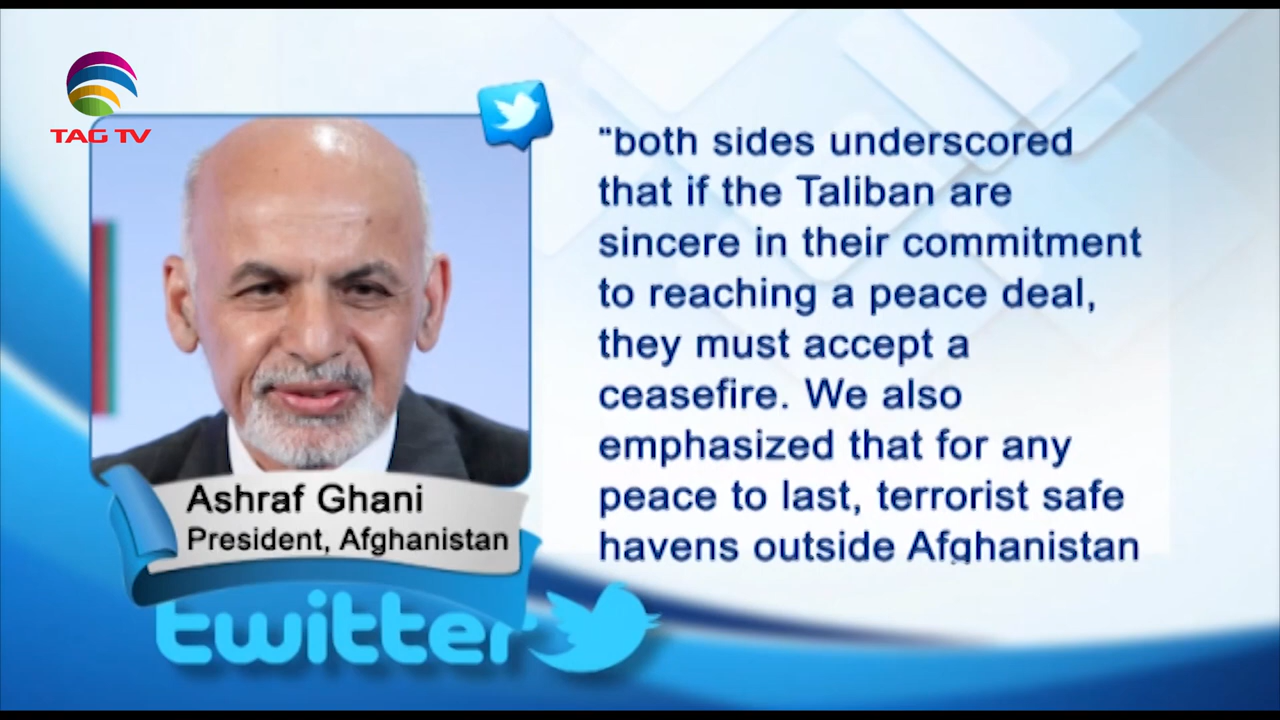 TAG TV
"both sides underscored
that if the Taliban are
sincere in their commitment
to reaching a peace deal,
they must accept a
ceasefire. We also
emphasized that for any
peace to last, terrorist safe
havens outside Afghanistan
Ashraf Ghani
President, Afghanistan
twitter